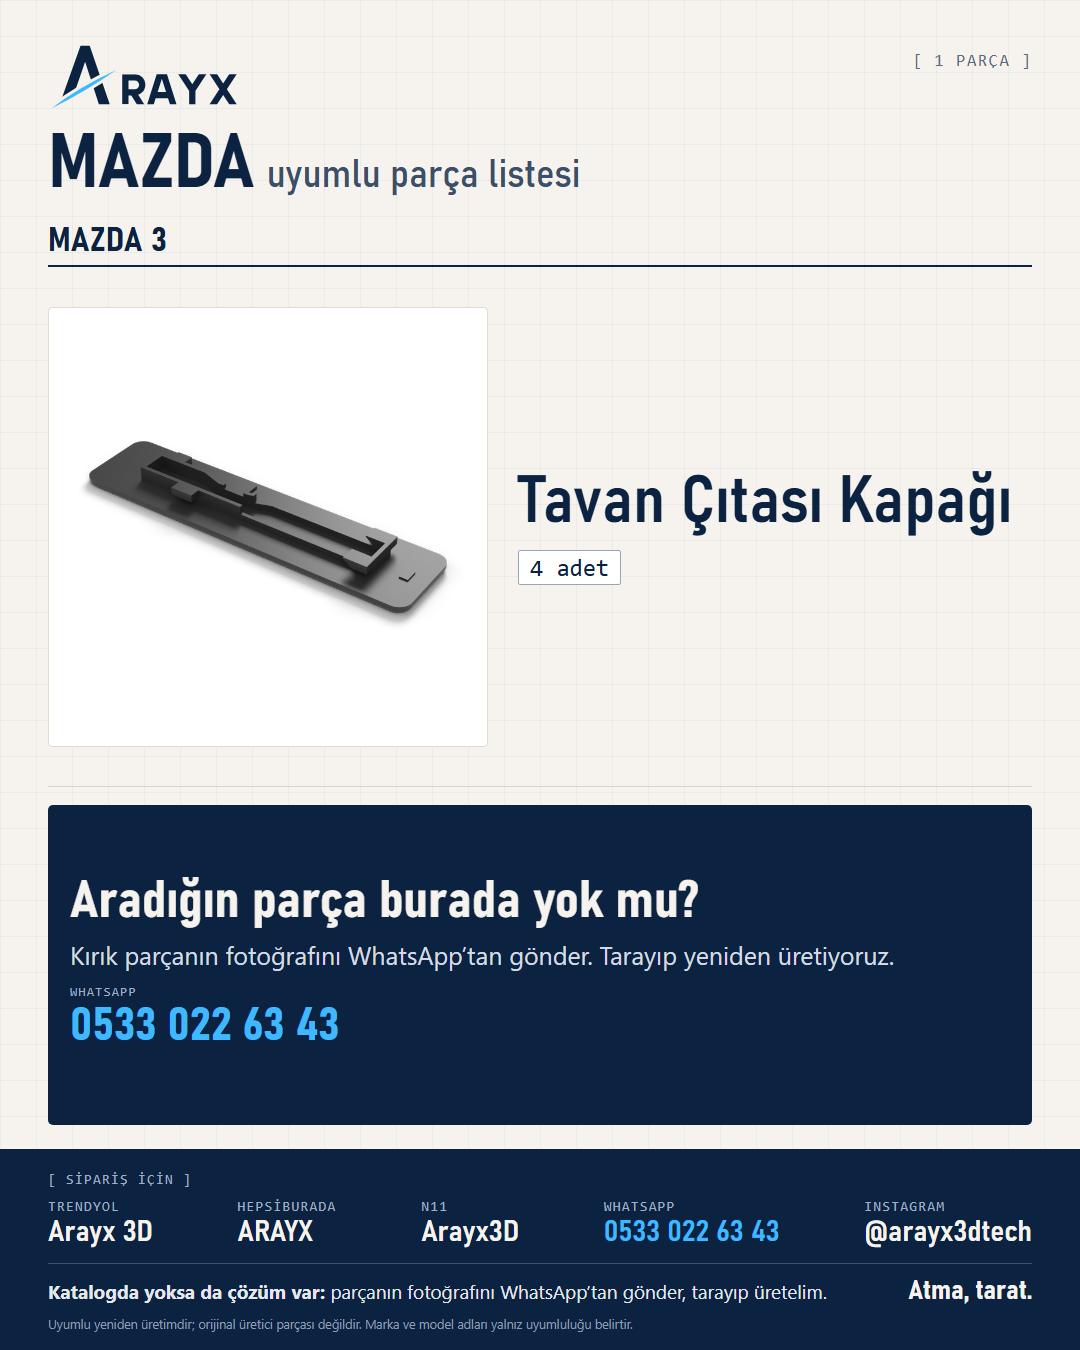 ARAYX
[ 1 PARÇA ]
MAZDA uyumlu parça listesi
MAZDA 3
Tavan Çıtası Kapağı
4 adet
Aradığın parça burada yok mu?
Kırık parçanın fotoğrafını WhatsApp'tan gönder. Tarayıp yeniden üretiyoruz.
WHATSAPP
0533 022 63 43
[ SİPARİŞ İÇİN ]
TRENDYOL HEPSİBURADA N11 WHATSAPP INSTAGRAM
Arayx 3D ARAYX Arayx3D 0533 022 63 43 @arayx3dtech
Katalogda yoksa da çözüm var: parçanın fotoğrafını WhatsApp'tan gönder, tarayıp üretelim. Atma, tarat.
Uyumlu yeniden üretimdir; orijinal üretici parçası değildir. Marka ve model adları yalnız uyumluluğu belirtir.